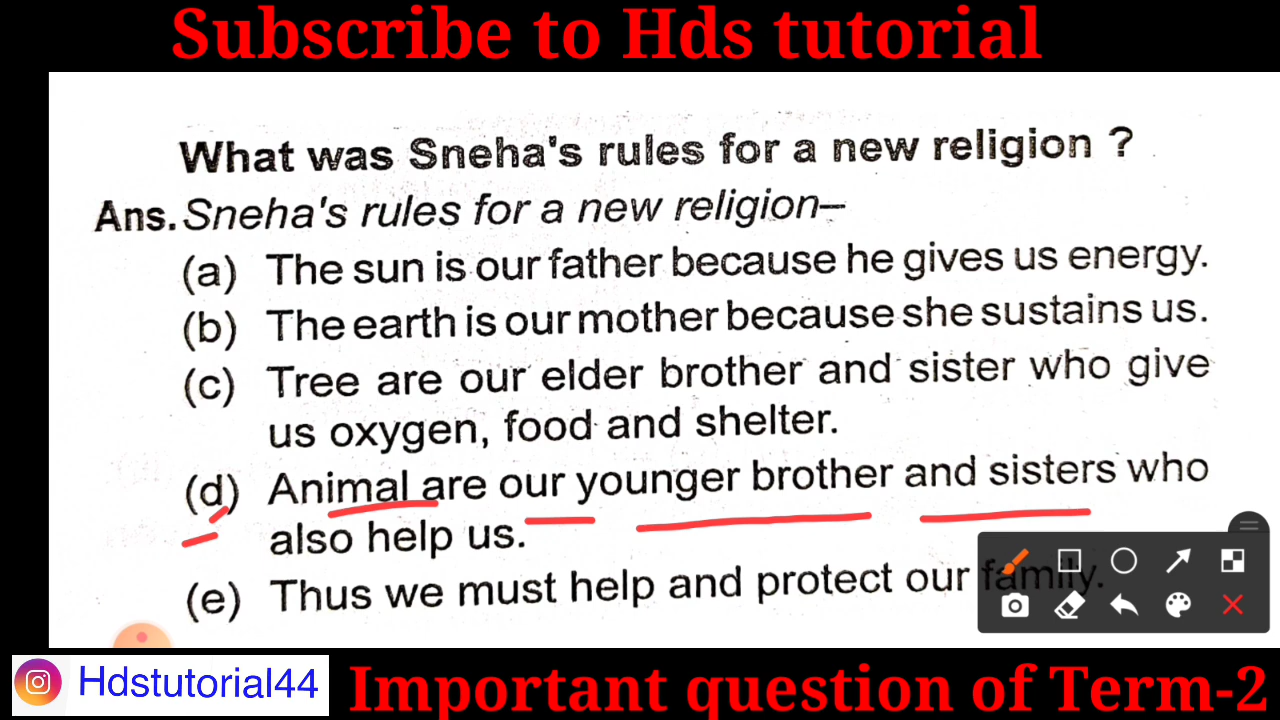 Subscribe to Hds tutorial
What was Sneha's rules for a new religion ?
Ans. Sneha's rules for a new religion–
(a) The sun is our father because he gives us energy.
(b) The earth is our mother because she sustains us.
(c) Tree are our elder brother and sister who give
us oxygen, food and shelter.
(d) Animal are our younger brother and sisters who
also help us.
(e) Thus we must help and protect our family.
Hdstutorial44
Important question of Term-2